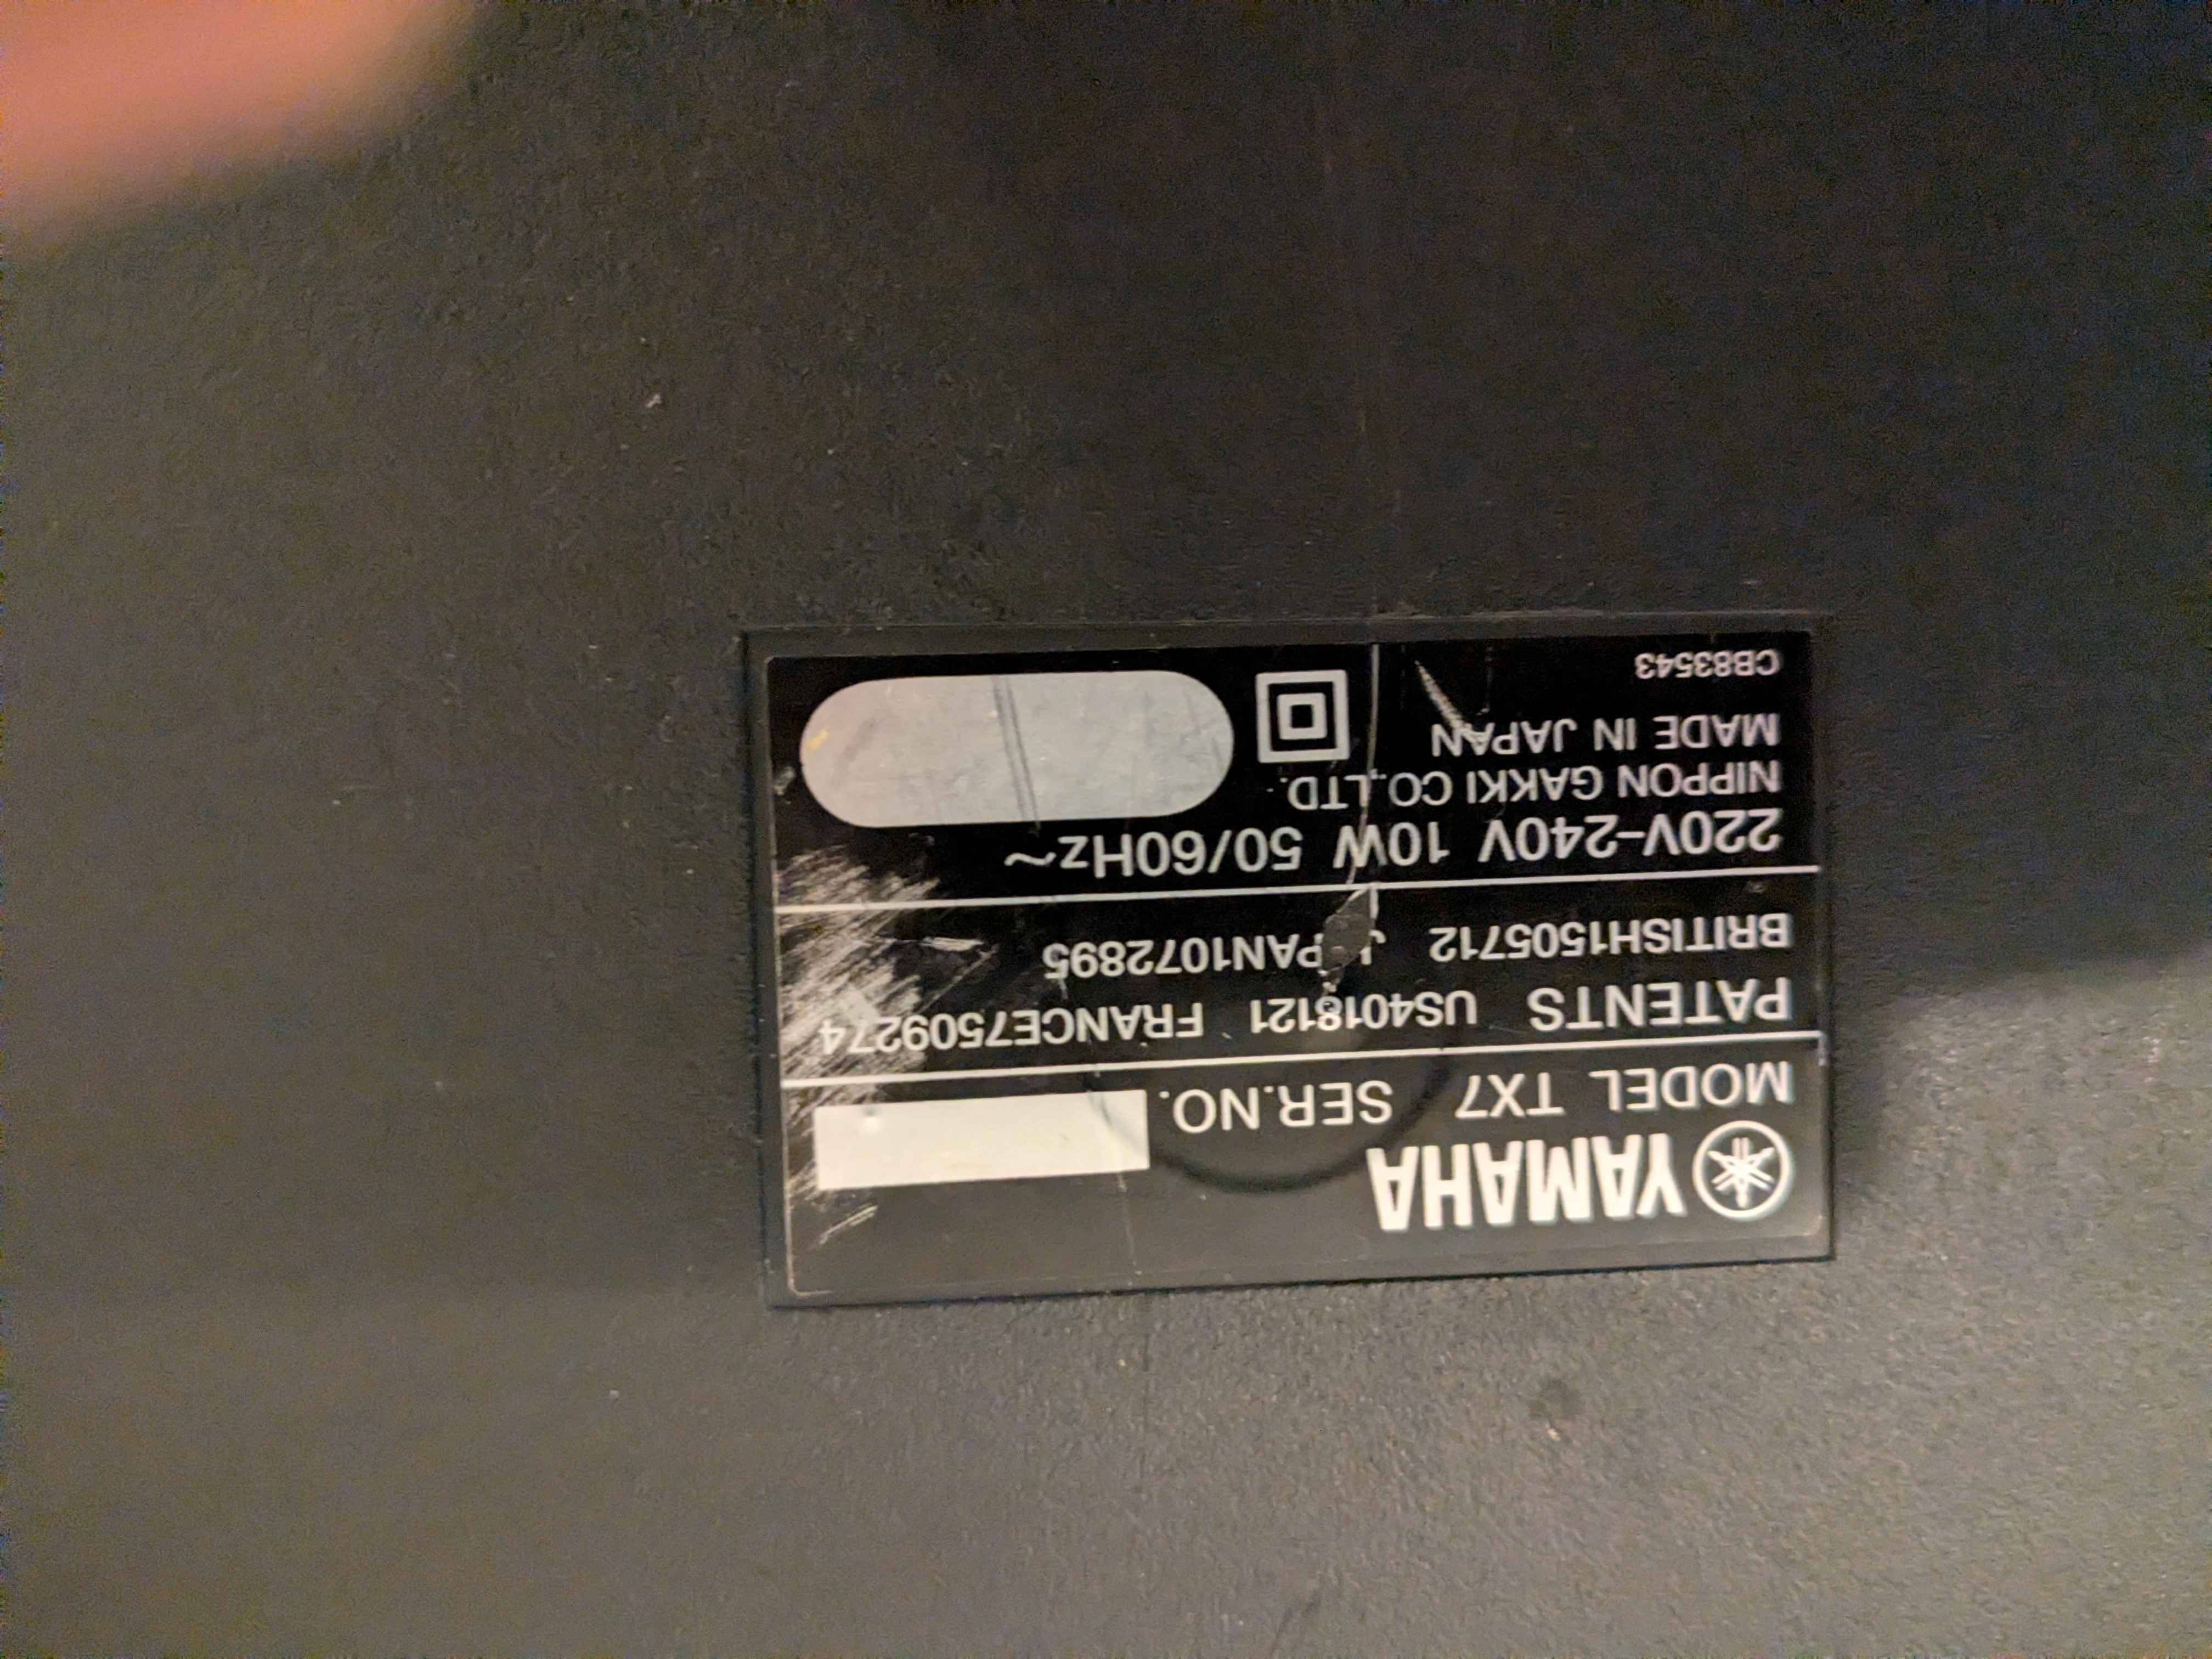 YAMAHA
MODEL TX7 SER.NO.
PATENTS US4018121 FRANCE7509274
BRITISH1505712 JAPAN1072895
220V-240V 10W 50/60Hz~
NIPPON GAKKI CO.,LTD.
MADE IN JAPAN
CB83543